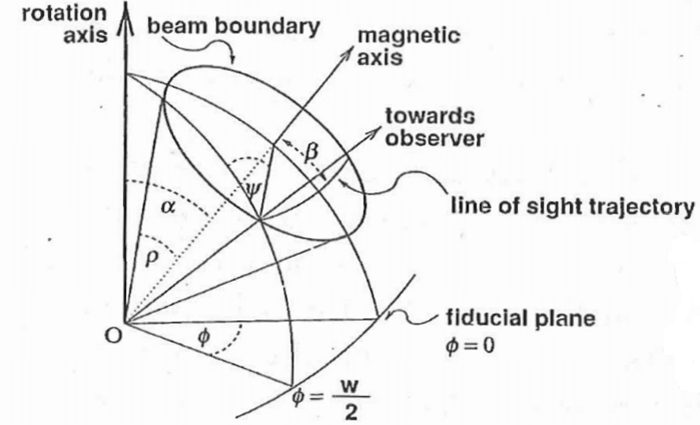 rotation
axis
beam boundary
magnetic
axis
towards
observer
β
ψ
line of sight trajectory
α
ρ
O
ϕ
fiducial plane
ϕ=0
ϕ= w/2